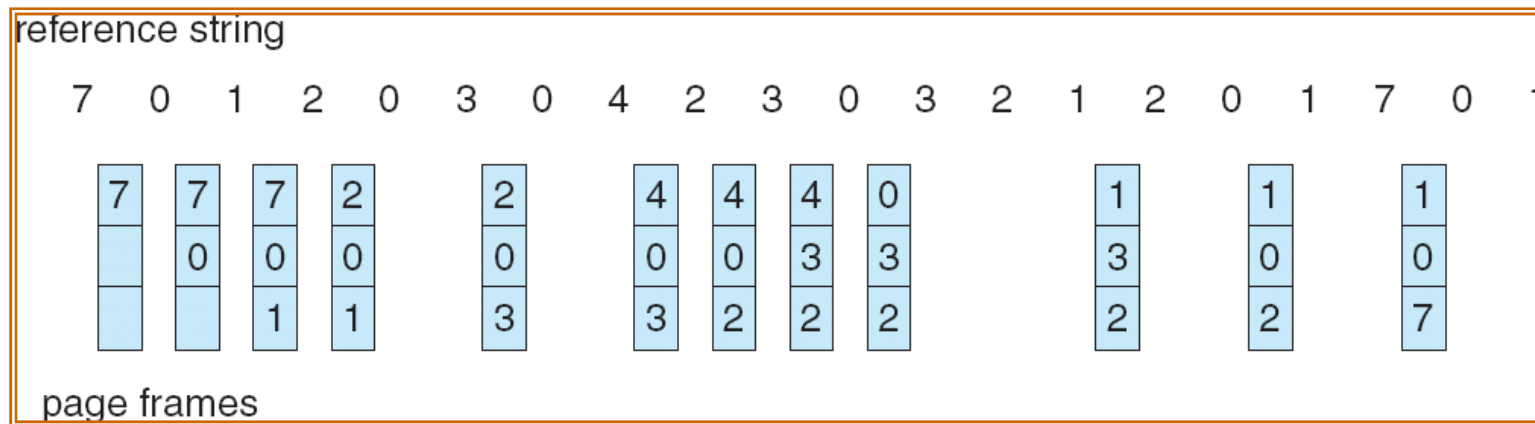 reference string
7 0 1 2 0 3 0 4 2 3 0 3 2 1 2 0 1 7 0
7 7 7 2 2 4 4 4 0 1 1 1
0 0 0 0 0 0 3 3 3 0 0
1 1 3 3 2 2 2 2 2 7
page frames